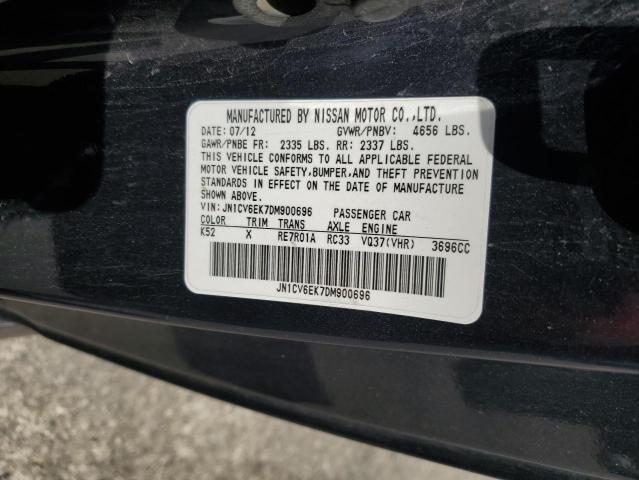 MANUFACTURED BY NISSAN MOTOR CO.,LTD.
DATE: 07/12 GVWR/PNBV: 4656 LBS.
GAWR/PNBE FR: 2335 LBS. RR: 2337 LBS.
THIS VEHICLE CONFORMS TO ALL APPLICABLE FEDERAL
MOTOR VEHICLE SAFETY,BUMPER,AND THEFT PREVENTION
STANDARDS IN EFFECT ON THE DATE OF MANUFACTURE
SHOWN ABOVE.
VIN: JN1CV6EK7DM900696 PASSENGER CAR
COLOR TRIM TRANS AXLE ENGINE
K52 X RE7R01A RC33 VQ37(VHR) 3696CC
JN1CV6EK7DM900696